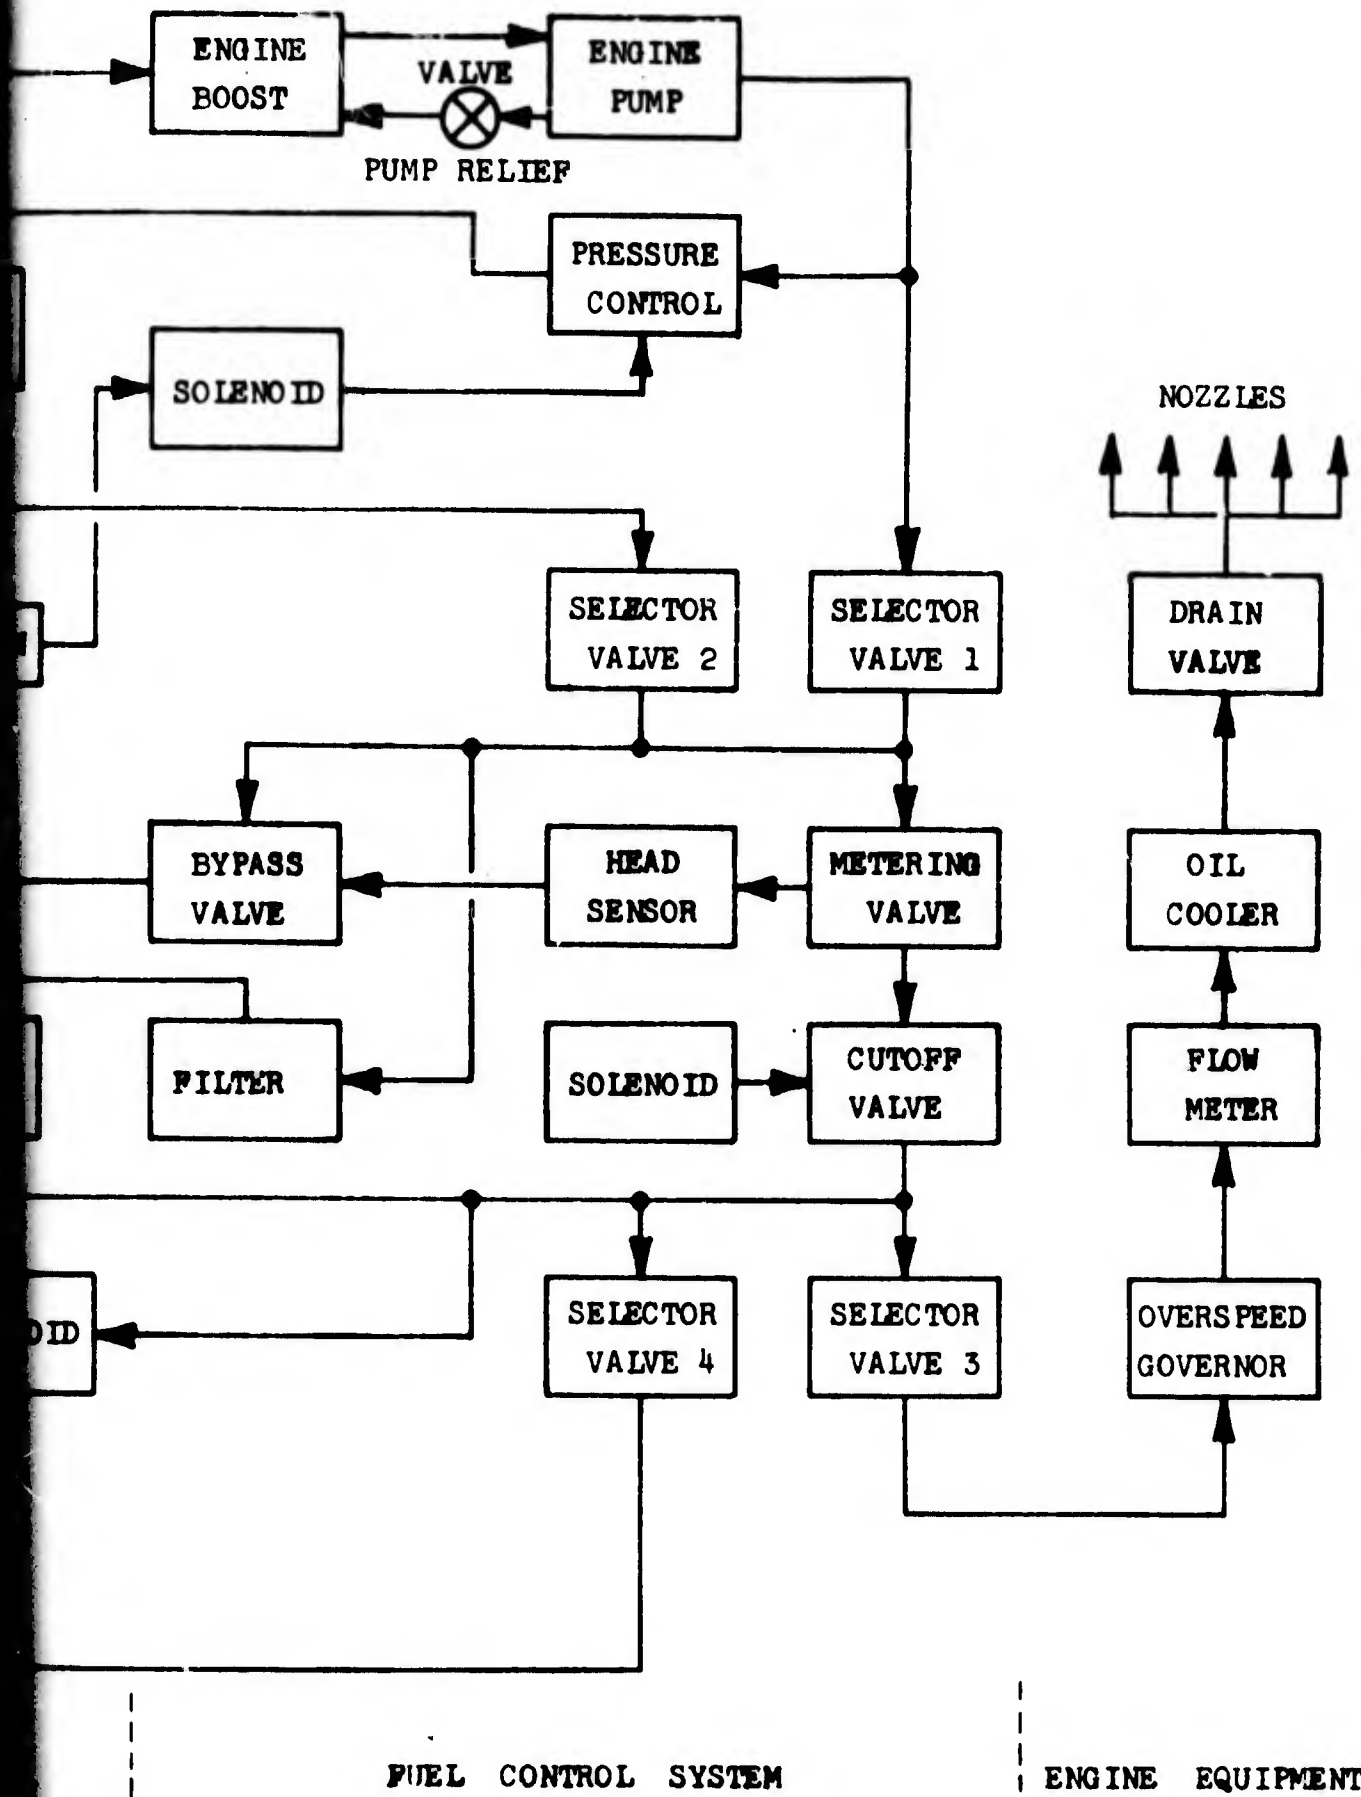 ENGINE
BOOST
VALVE
PUMP RELIEF
ENGINE
PUMP
PRESSURE
CONTROL
SOLENOID
NOZZLES
SELECTOR
VALVE 2
SELECTOR
VALVE 1
DRAIN
VALVE
BYPASS
VALVE
HEAD
SENSOR
METERING
VALVE
OIL
COOLER
FILTER
SOLENOID
CUTOFF
VALVE
FLOW
METER
OID
SELECTOR
VALVE 4
SELECTOR
VALVE 3
OVERSPEED
GOVERNOR
FUEL CONTROL SYSTEM
ENGINE EQUIPMENT